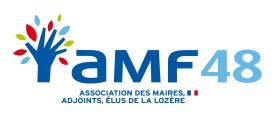 aMF48
ASSOCIATION DES MAIRES,
ADJOINTS, ÉLUS DE LA LOZÈRE